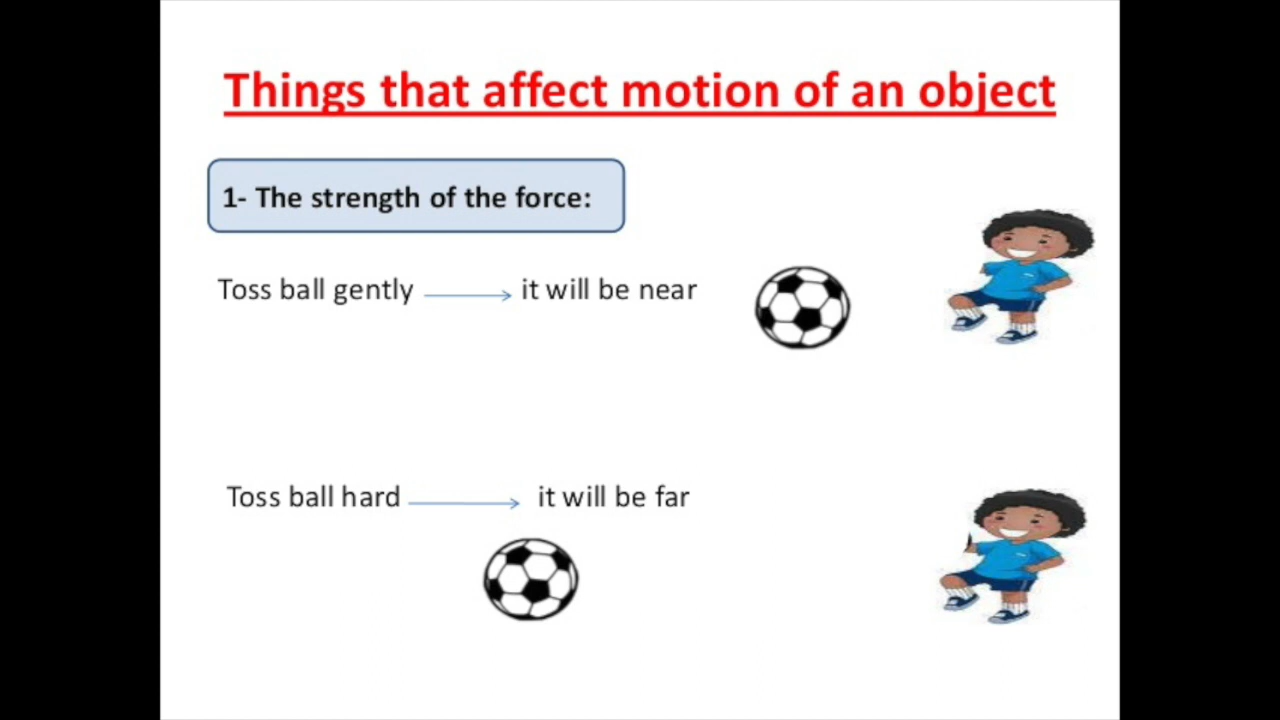 Things that affect motion of an object
1- The strength of the force:
Toss ball gently → it will be near
Toss ball hard → it will be far